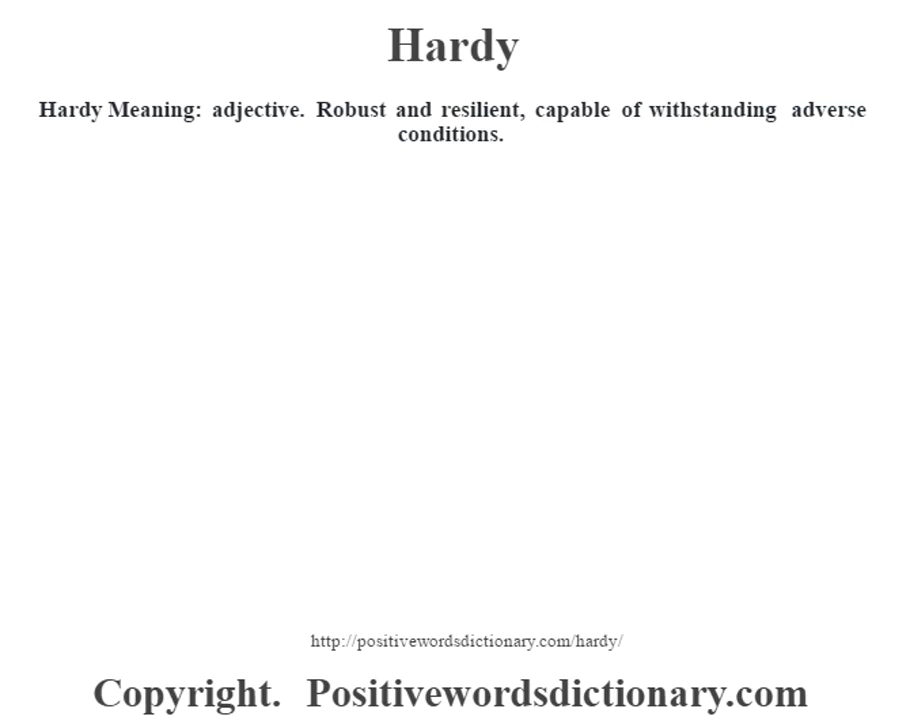 Hardy
Hardy Meaning: adjective. Robust and resilient, capable of withstanding adverse
conditions.
http://positivewordsdictionary.com/hardy/
Copyright. Positivewordsdictionary.com